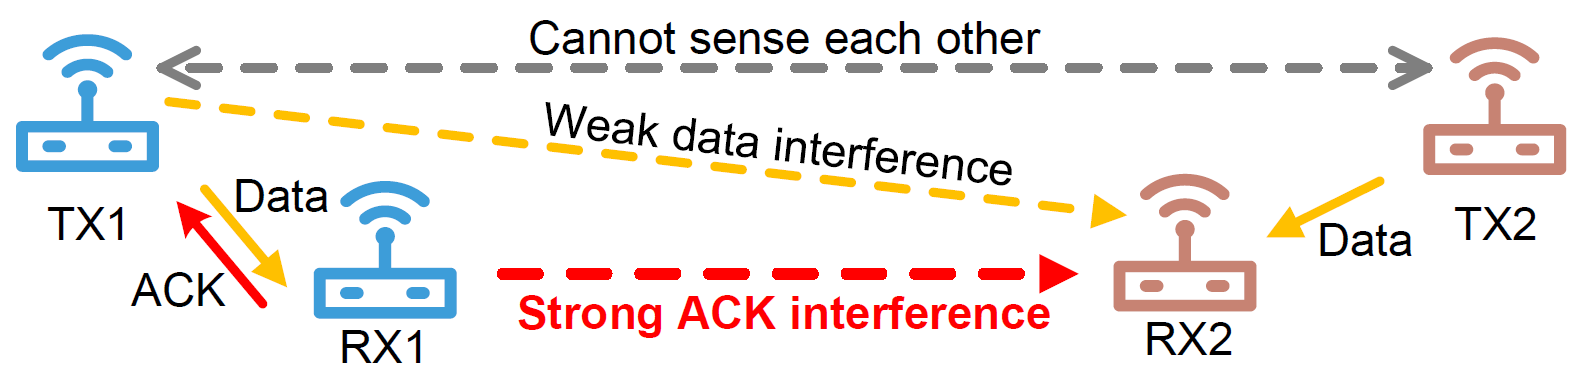 Cannot sense each other
Weak data interference
Data
TX1
ACK
RX1
Strong ACK interference
RX2
Data
TX2